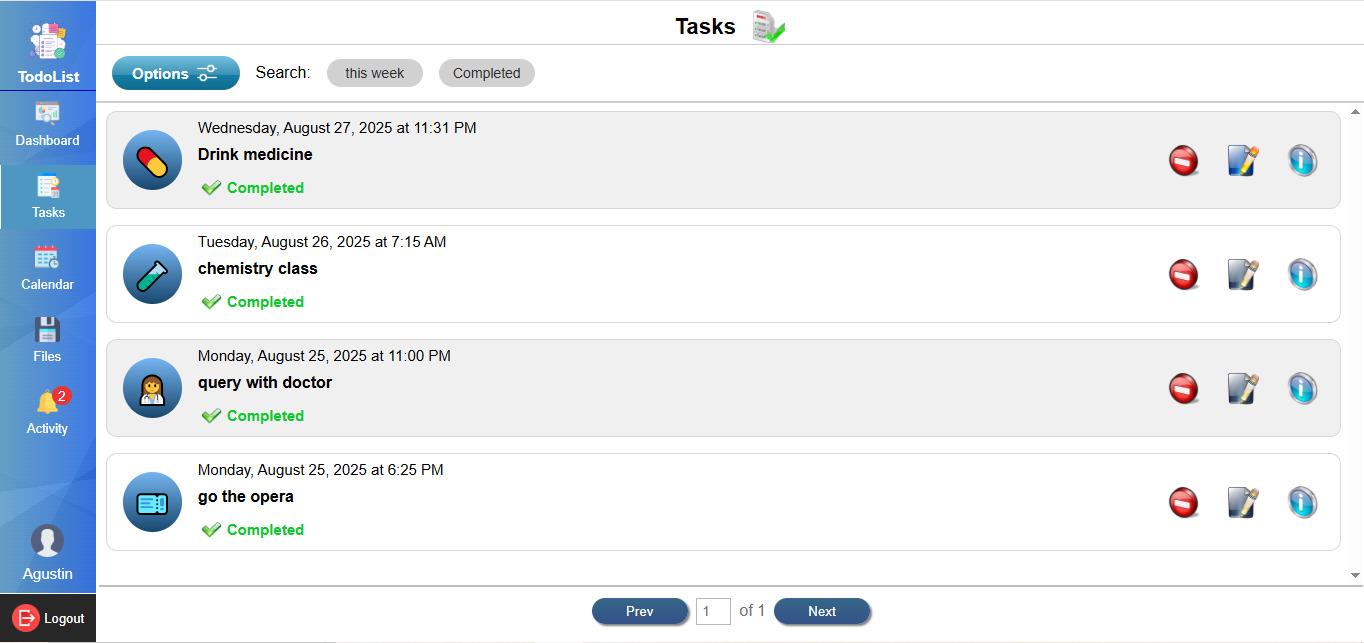 Tasks
TodoList
Options
Search:
this week
Completed
Dashboard
Tasks
Calendar
Files
2
Activity
Agustin
Logout
Wednesday, August 27, 2025 at 11:31 PM
Drink medicine
Completed
Tuesday, August 26, 2025 at 7:15 AM
chemistry class
Completed
Monday, August 25, 2025 at 11:00 PM
query with doctor
Completed
Monday, August 25, 2025 at 6:25 PM
go the opera
Completed
Prev 1 of 1 Next